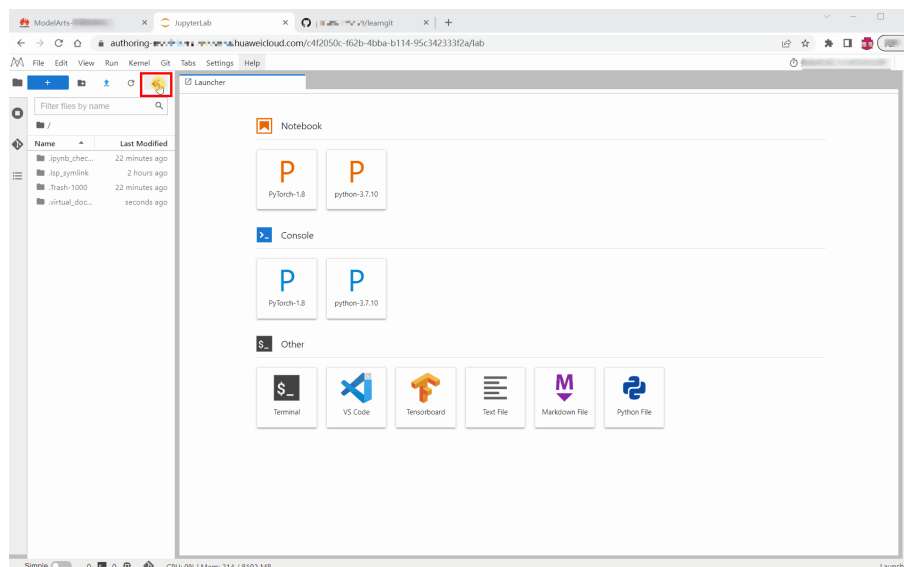 ModelArts-
JupyterLab
/learngit
authoring-
huaweicloud.com/c4f2050c-f62b-4bba-b114-95c342333f2a/lab
File Edit View Run Kernel Git Tabs Settings Help
Launcher
Filter files by name
/
Name Last Modified
.ipynb_chec... 22 minutes ago
.lsp_symlink 2 hours ago
.Trash-1000 22 minutes ago
.virtual_doc... seconds ago
Notebook
P P
PyTorch-1.8 python-3.7.10
Console
P P
PyTorch-1.8 python-3.7.10
$_ Other
$_ M
Terminal VS Code Tensorboard Text File Markdown File Python File
Simple 0 0 CPU: 0% | Mem: 214 / 8192 MB Launch